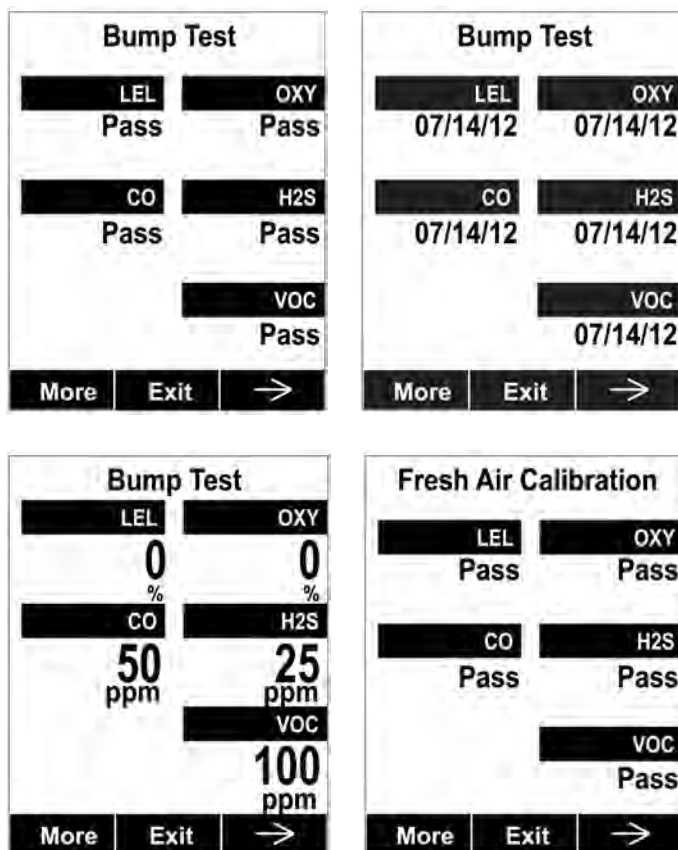 Bump Test
LEL OXY
Pass Pass
CO H2S
Pass Pass
VOC
Pass
More Exit →
Bump Test
LEL OXY
07/14/12 07/14/12
CO H2S
07/14/12 07/14/12
VOC
07/14/12
More Exit →
Bump Test
LEL OXY
0 0
% %
CO H2S
50 25
ppm ppm
VOC
100
ppm
More Exit →
Fresh Air Calibration
LEL OXY
Pass Pass
CO H2S
Pass Pass
VOC
Pass
More Exit →